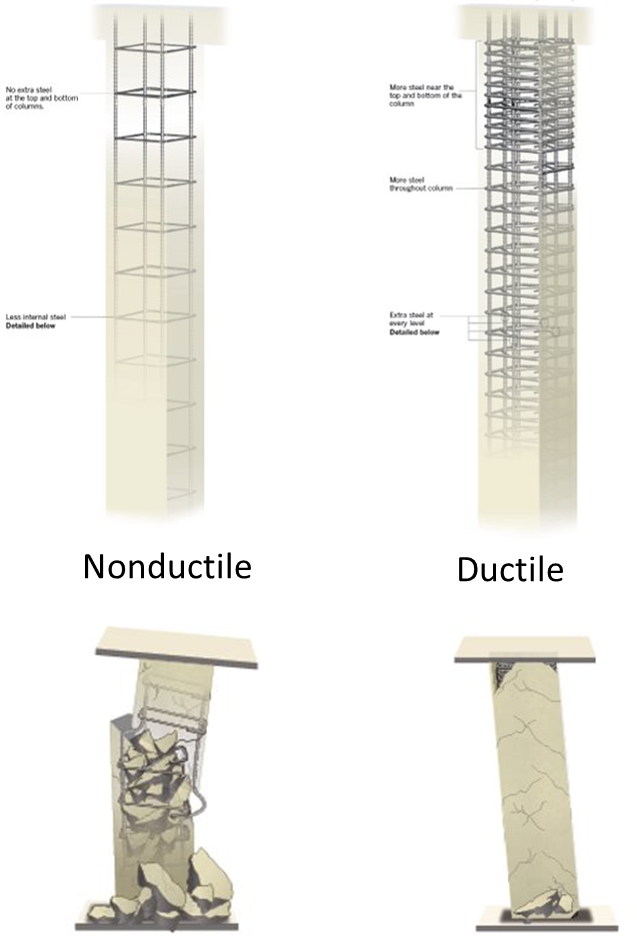 No extra steel
at the top and bottom
of columns.
Less internal steel
Detailed below
More steel near the
top and bottom of the
column
More steel
throughout column
Extra steel at
every level
Detailed below
Nonductile
Ductile